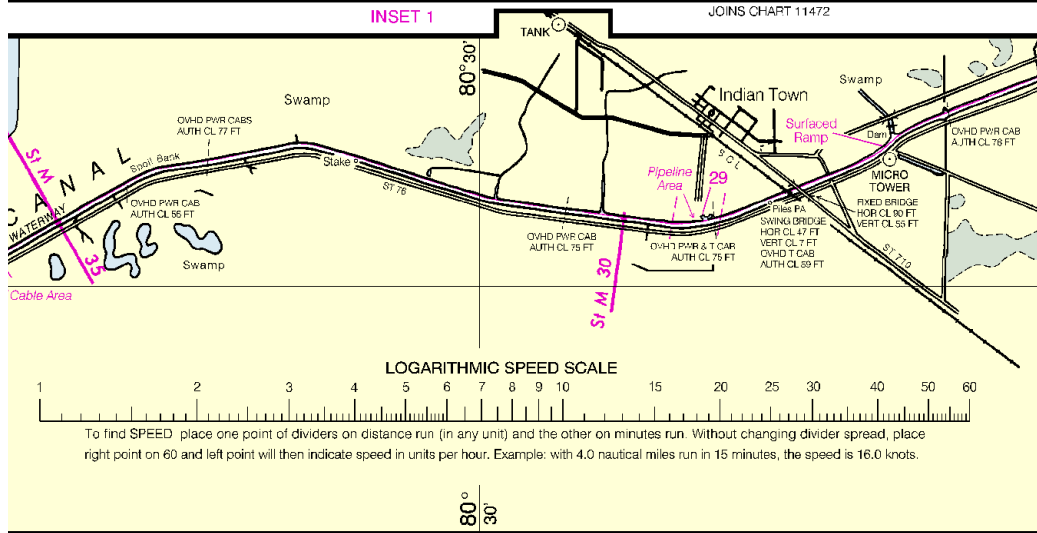 INSET 1
JOINS CHART 11472
TANK
80° 30'
Swamp
Swamp
Indian Town
OVHD PWR CABS
AUTH CL 77 FT
Surfaced
Ramp
Dam
OVHD PWR CAB
AUTH CL 78 FT
St M 35
CANAL
WATERWAY
Spoil Bank
Stake
ST 76
S C L
Pipeline
Area
29
MICRO
TOWER
OVHD PWR CAB
AUTH CL 56 FT
Piles PA
FIXED BRIDGE
HOR CL 90 FT
VERT CL 55 FT
SWING BRIDGE
HOR CL 47 FT
VERT CL 7 FT
OVHD T CAB
AUTH CL 59 FT
OVHD PWR CAB
AUTH CL 75 FT
OVHD PWR & T CAB
AUTH CL 75 FT
ST 710
Swamp
Cable Area
St M 30
LOGARITHMIC SPEED SCALE
1 2 3 4 5 6 7 8 9 10 15 20 25 30 40 50 60
To find SPEED place one point of dividers on distance run (in any unit) and the other on minutes run. Without changing divider spread, place
right point on 60 and left point will then indicate speed in units per hour. Example: with 4.0 nautical miles run in 15 minutes, the speed is 16.0 knots.
80°
30'